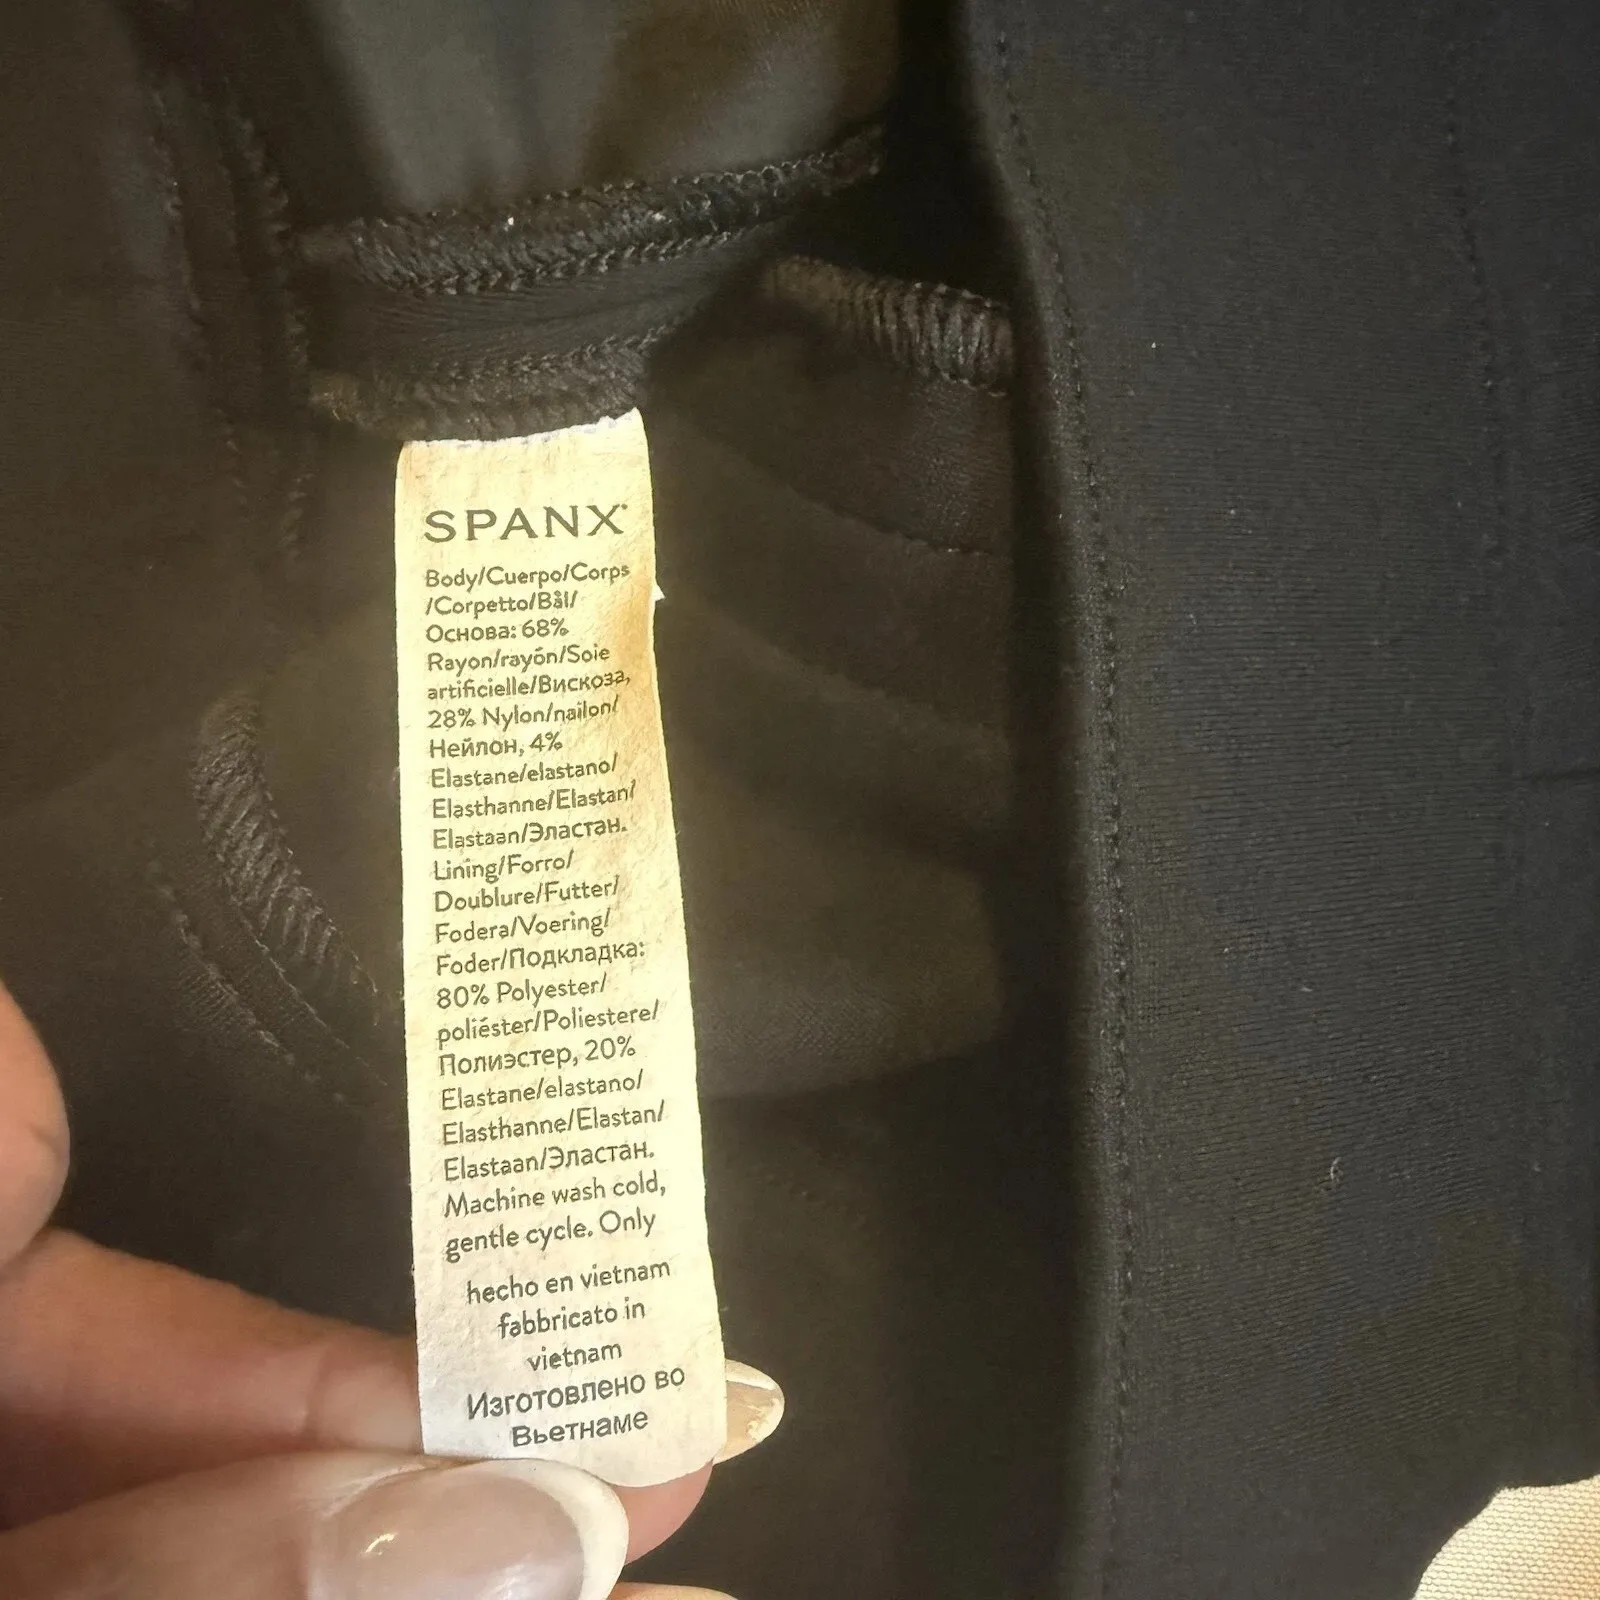 SPANX
Body/Cuerpo/Corps
/Corpetto/Bål/
Основа: 68%
Rayon/rayón/Soie
artificielle/Вискоза,
28% Nylon/nailon/
Нейлон, 4%
Elastane/elastano/
Elasthanne/Elastan/
Elastaan/Эластан.
Lining/Forro/
Doublure/Futter/
Fodera/Voering/
Foder/Подкладка:
80% Polyester/
poliéster/Poliestere/
Полиэстер, 20%
Elastane/elastano/
Elasthanne/Elastan/
Elastaan/Эластан.
Machine wash cold,
gentle cycle. Only
hecho en vietnam
fabbricato in
vietnam
Изготовлено во
Вьетнаме